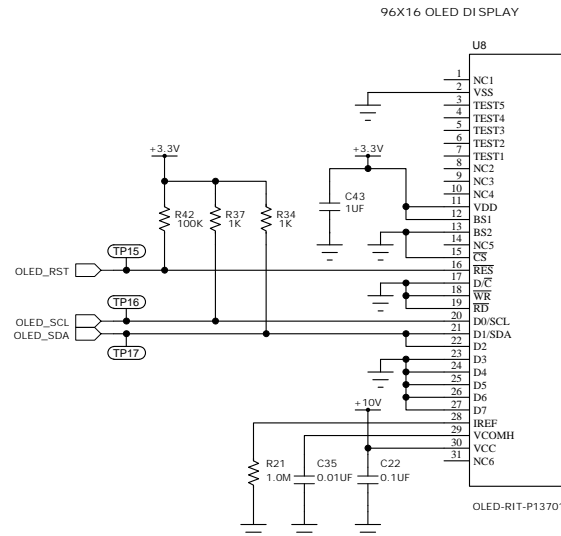 96X16 OLED DISPLAY
U8
1 NC1
2 VSS
3 TEST5
4 TEST4
5 TEST3
6 TEST2
7 TEST1
8 NC2
9 NC3
10 NC4
11 VDD
12 BS1
13 BS2
14 NC5
15 CS
16 RES
17 D/C
18 WR
19 RD
20 D0/SCL
21 D1/SDA
22 D2
23 D3
24 D4
25 D5
26 D6
27 D7
28 IREF
29 VCOMH
30 VCC
31 NC6
+3.3V
+3.3V
C43
1UF
R42
100K
R37
1K
R34
1K
TP15
OLED_RST
TP16
OLED_SCL
OLED_SDA
TP17
+10V
R21
1.0M
C35
0.01UF
C22
0.1UF
OLED-RIT-P13701